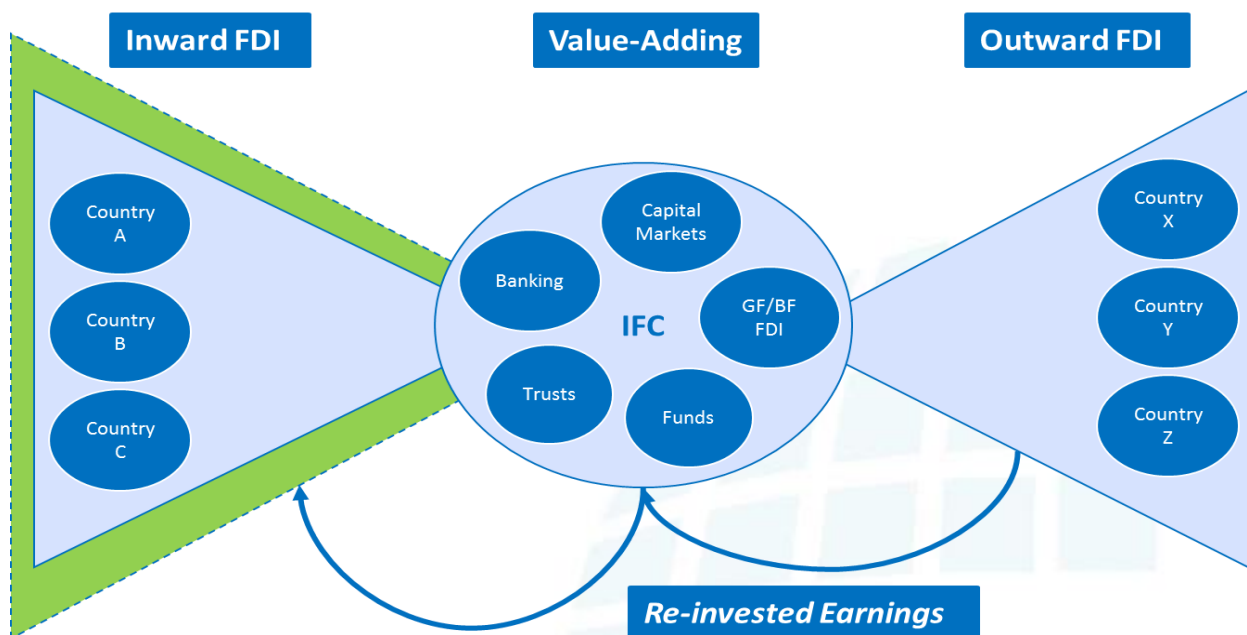 Inward FDI
Value-Adding
Outward FDI
Country
A
Country
B
Country
C
Capital
Markets
Banking
IFC
GF/BF
FDI
Trusts
Funds
Country
X
Country
Y
Country
Z
Re-invested Earnings